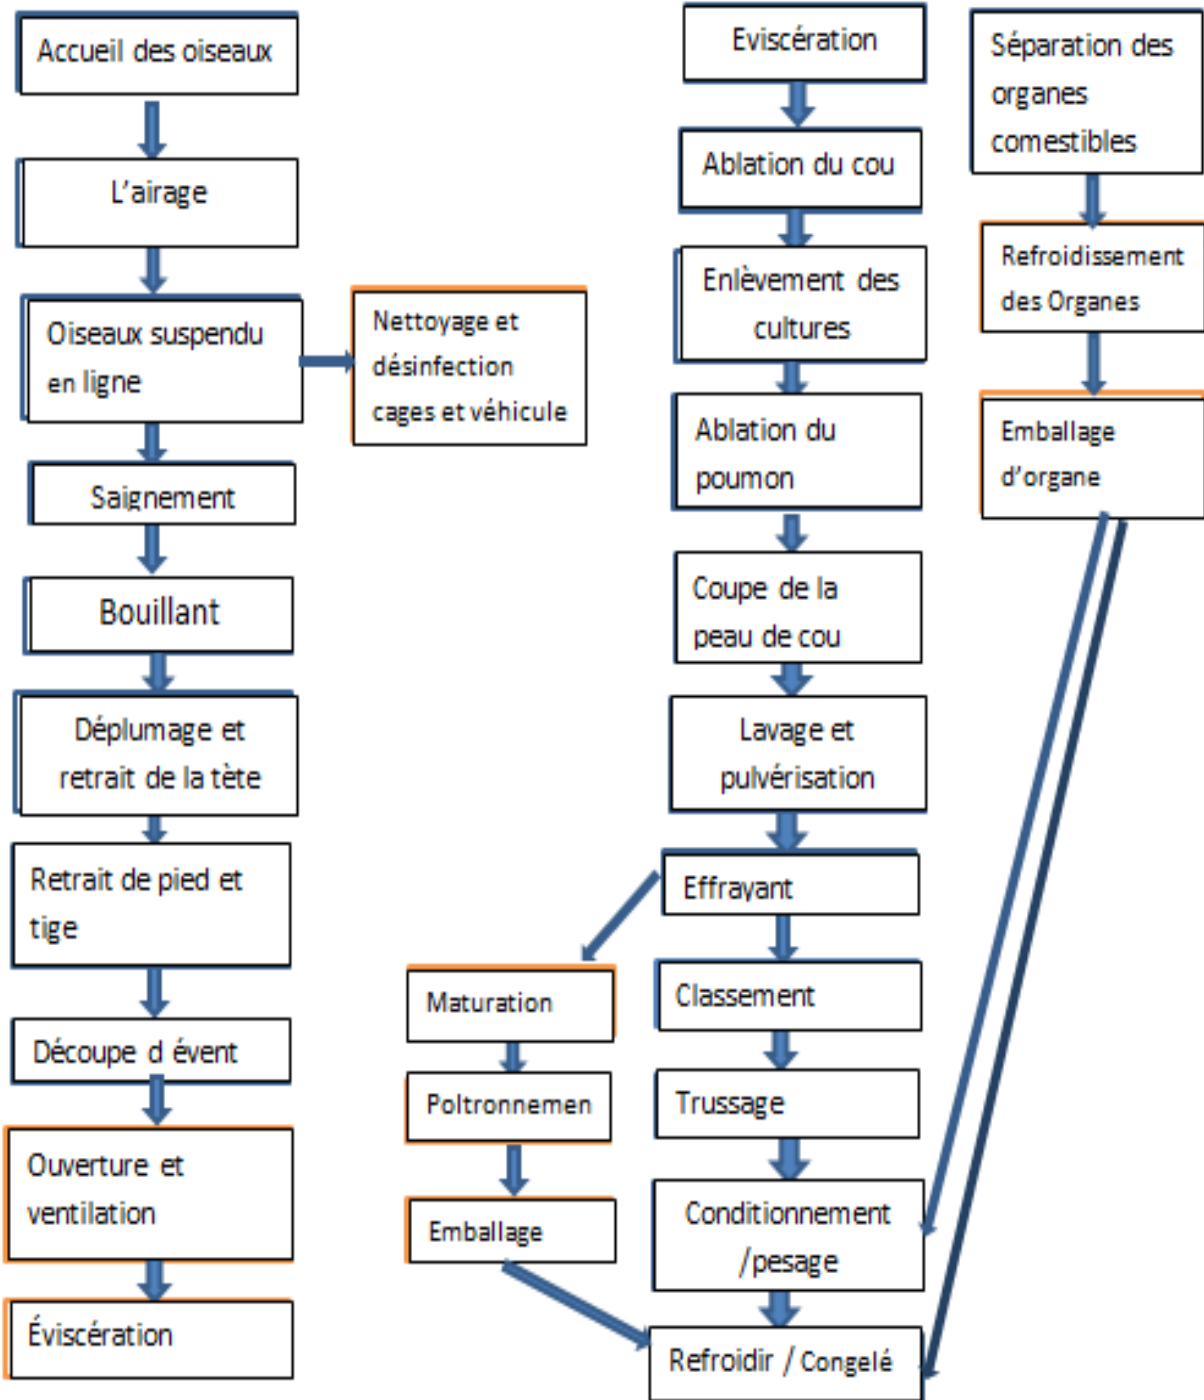 Accueil des oiseaux
L'airage
Oiseaux suspendu
en ligne
Nettoyage et
désinfection
cages et véhicule
Saignement
Bouillant
Déplumage et
retrait de la tète
Retrait de pied et
tige
Découpe d évent
Ouverture et
ventilation
Éviscération
Eviscération
Ablation du cou
Enlèvement des
cultures
Ablation du
poumon
Coupe de la
peau de cou
Lavage et
pulvérisation
Effrayant
Maturation
Poltronnemen
Emballage
Classement
Trussage
Conditionnement
/pesage
Refroidir / Congelé
Séparation des
organes
comestibles
Refroidissement
des Organes
Emballage
d'organe